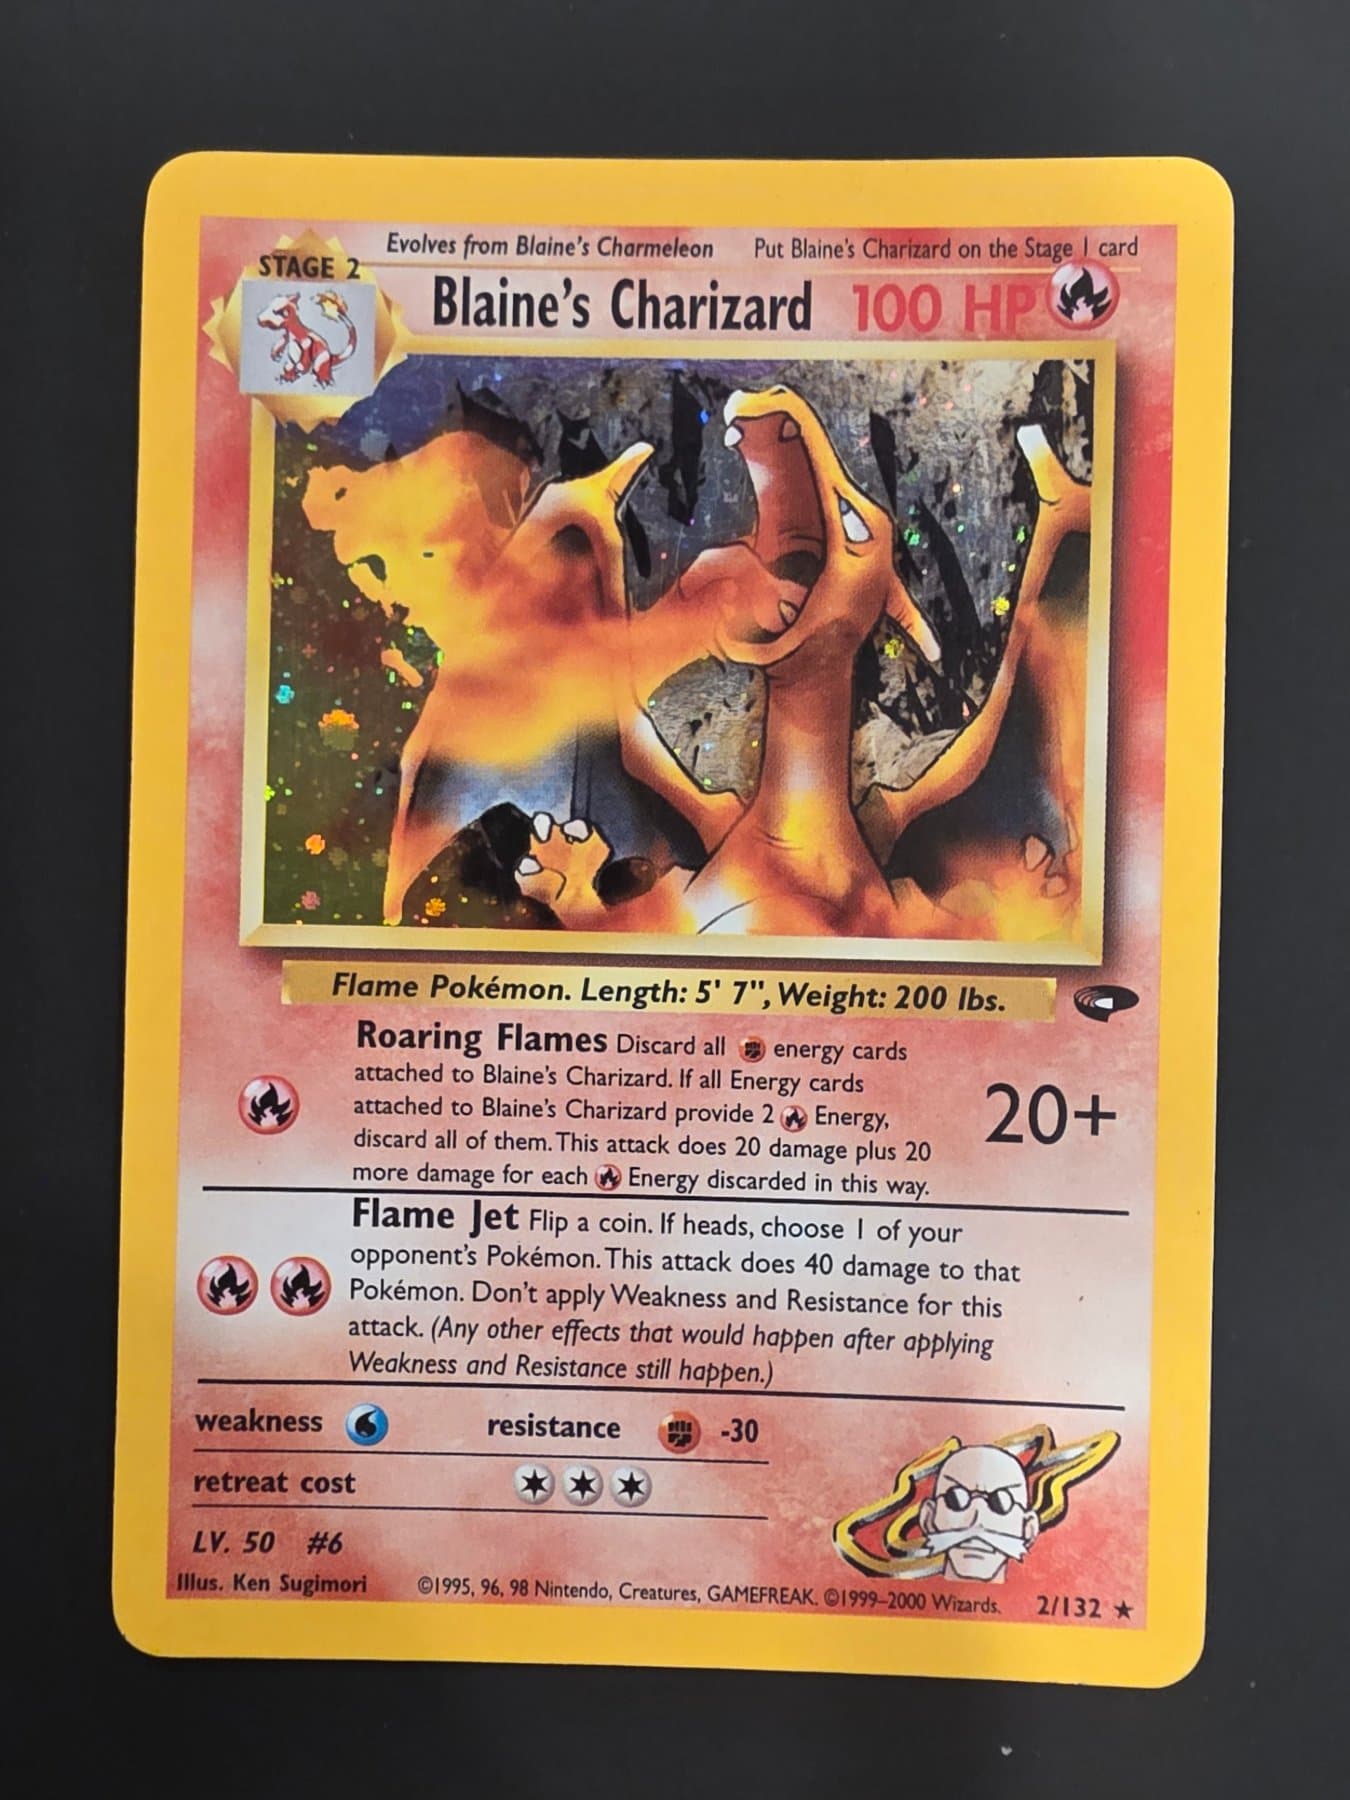 Evolves from Blaine's Charmeleon Put Blaine's Charizard on the Stage 1 card
STAGE 2
Blaine's Charizard 100 HP
Flame Pokémon. Length: 5' 7", Weight: 200 lbs.
Roaring Flames Discard all energy cards
attached to Blaine's Charizard. If all Energy cards
attached to Blaine's Charizard provide 2 Energy,
discard all of them. This attack does 20 damage plus 20
more damage for each Energy discarded in this way.
20+
Flame Jet Flip a coin. If heads, choose 1 of your
opponent's Pokémon. This attack does 40 damage to that
Pokémon. Don't apply Weakness and Resistance for this
attack. (Any other effects that would happen after applying
Weakness and Resistance still happen.)
weakness resistance -30
retreat cost
LV. 50 #6
Illus. Ken Sugimori ©1995, 96, 98 Nintendo, Creatures, GAMEFREAK. ©1999–2000 Wizards. 2/132 ★